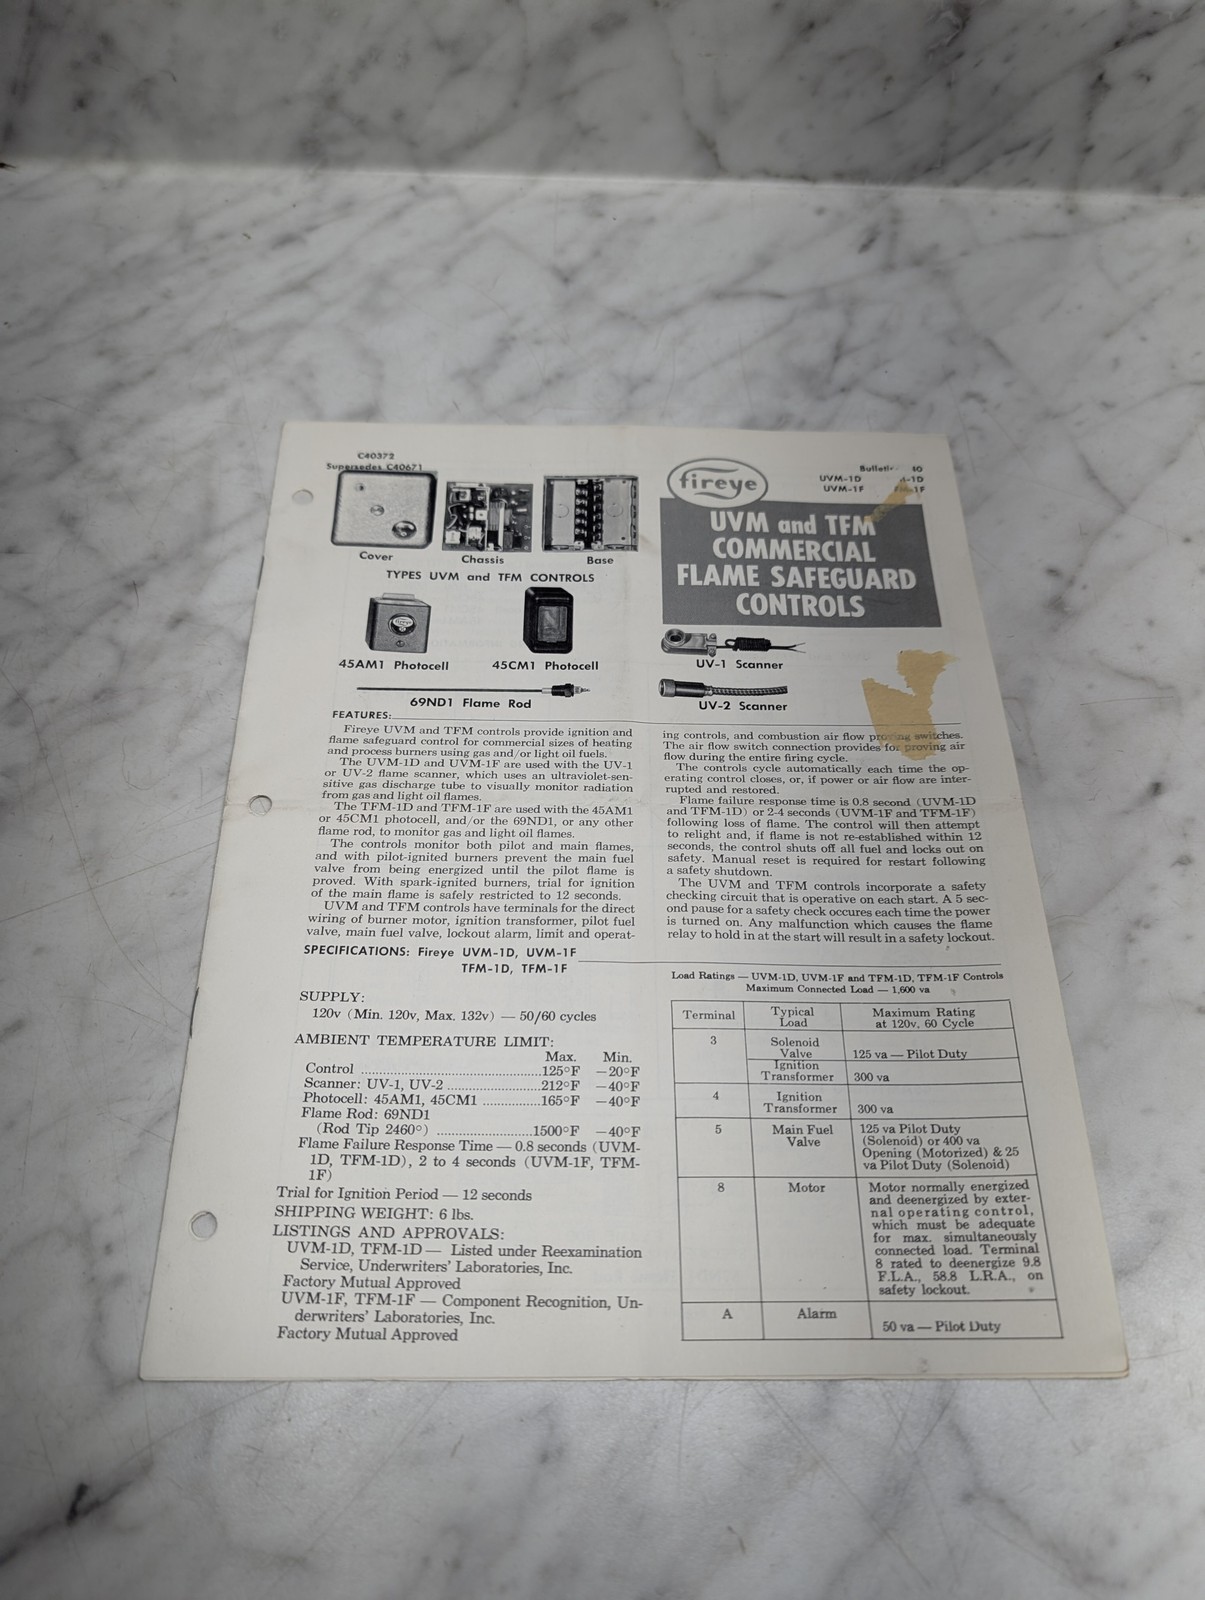 C40372
Supersedes C40671
Cover
Chassis
Base
TYPES UVM and TFM CONTROLS
45AM1 Photocell
45CM1 Photocell
69ND1 Flame Rod
fireye
UVM-1D
UVM-1F
UVM and TFM
COMMERCIAL
FLAME SAFEGUARD
CONTROLS
UV-1 Scanner
UV-2 Scanner
FEATURES:
Fireye UVM and TFM controls provide ignition and
flame safeguard control for commercial sizes of heating
and process burners using gas and/or light oil fuels.
The UVM-1D and UVM-1F are used with the UV-1
or UV-2 flame scanner, which uses an ultraviolet-sen-
sitive gas discharge tube to visually monitor radiation
from gas and light oil flames.
The TFM-1D and TFM-1F are used with the 45AM1
or 45CM1 photocell, and/or the 69ND1, or any other
flame rod, to monitor gas and light oil flames.
The controls monitor both pilot and main flames,
and with pilot-ignited burners prevent the main fuel
valve from being energized until the pilot flame is
proved. With spark-ignited burners, trial for ignition
of the main flame is safely restricted to 12 seconds.
UVM and TFM controls have terminals for the direct
wiring of burner motor, ignition transformer, pilot fuel
valve, main fuel valve, lockout alarm, limit and operat-
ing controls, and combustion air flow proving switches.
The air flow switch connection provides for proving air
flow during the entire firing cycle.
The controls cycle automatically each time the op-
erating control closes, or, if power or air flow are inter-
rupted and restored.
Flame failure response time is 0.8 second (UVM-1D
and TFM-1D) or 2-4 seconds (UVM-1F and TFM-1F)
following loss of flame. The control will then attempt
to relight and, if flame is not re-established within 12
seconds, the control shuts off all fuel and locks out on
safety. Manual reset is required for restart following
a safety shutdown.
The UVM and TFM controls incorporate a safety
checking circuit that is operative on each start. A 5 sec-
ond pause for a safety check occures each time the power
is turned on. Any malfunction which causes the flame
relay to hold in at the start will result in a safety lockout.
SPECIFICATIONS: Fireye UVM-1D, UVM-1F
TFM-1D, TFM-1F
SUPPLY:
120v (Min. 120v, Max. 132v) — 50/60 cycles
AMBIENT TEMPERATURE LIMIT:
Max. Min.
Control ............................................125°F —20°F
Scanner: UV-1, UV-2 ................212°F —40°F
Photocell: 45AM1, 45CM1 ..............165°F —40°F
Flame Rod: 69ND1
(Rod Tip 2460°) .......................1500°F —40°F
Flame Failure Response Time — 0.8 seconds (UVM-
1D, TFM-1D), 2 to 4 seconds (UVM-1F, TFM-
1F)
Trial for Ignition Period — 12 seconds
SHIPPING WEIGHT: 6 lbs.
LISTINGS AND APPROVALS:
UVM-1D, TFM-1D — Listed under Reexamination
Service, Underwriters' Laboratories, Inc.
Factory Mutual Approved
UVM-1F, TFM-1F — Component Recognition, Un-
derwriters' Laboratories, Inc.
Factory Mutual Approved
Load Ratings — UVM-1D, UVM-1F and TFM-1D, TFM-1F Controls
Maximum Connected Load — 1,600 va
Terminal
Typical
Load
Maximum Rating
at 120v, 60 Cycle
3
Solenoid
Valve
125 va — Pilot Duty
Ignition
Transformer
300 va
4
Ignition
Transformer
300 va
5
Main Fuel
Valve
125 va Pilot Duty
(Solenoid) or 400 va
Opening (Motorized) & 25
va Pilot Duty (Solenoid)
8
Motor
Motor normally energized
and deenergized by exter-
nal operating control,
which must be adequate
for max. simultaneously
connected load. Terminal
8 rated to deenergize 9.8
F.L.A., 58.8 L.R.A., on
safety lockout.
A
Alarm
50 va — Pilot Duty